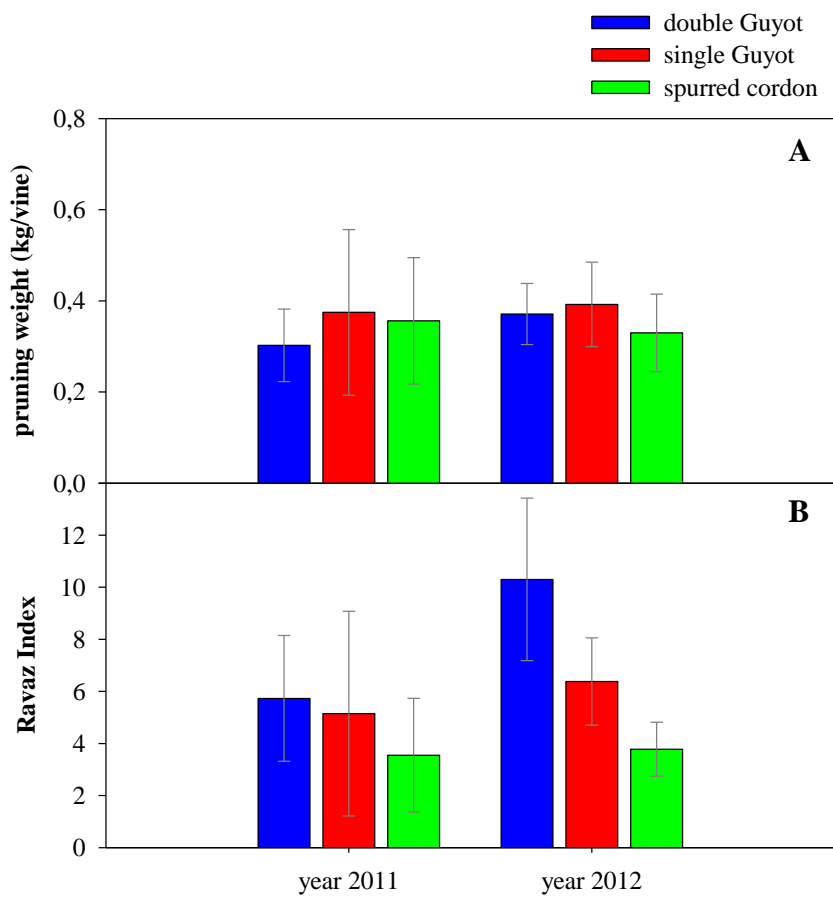 double Guyot
single Guyot
spurred cordon
A
pruning weight (kg/vine)
0,8
0,6
0,4
0,2
0,0
B
Ravaz Index
12
10
8
6
4
2
0
year 2011
year 2012